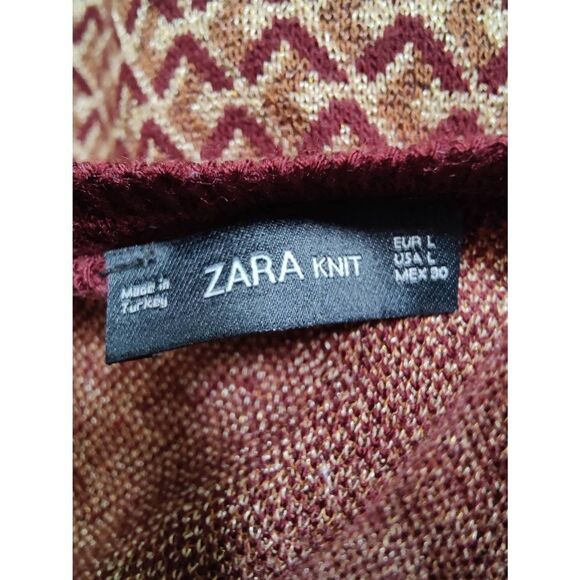 Made in
Turkey
ZARA KNIT
EUR L
USA L
MEX 30